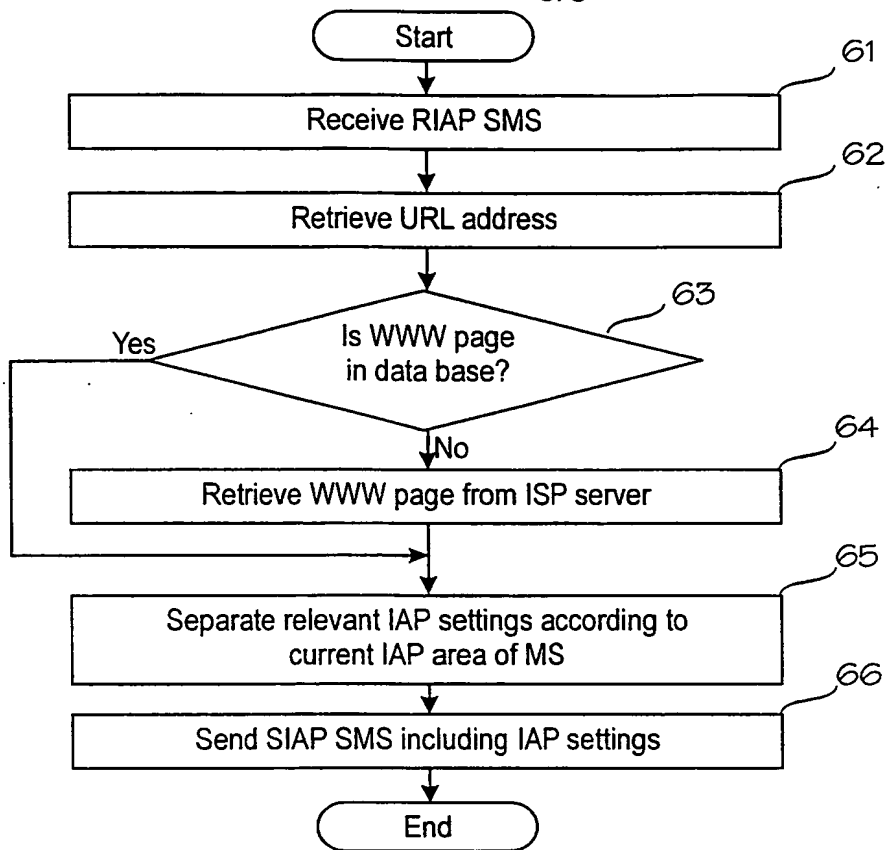 Start
61
Receive RIAP SMS
62
Retrieve URL address
63
Is WWW page
in data base?
Yes
No
64
Retrieve WWW page from ISP server
65
Separate relevant IAP settings according to
current IAP area of MS
66
Send SIAP SMS including IAP settings
End